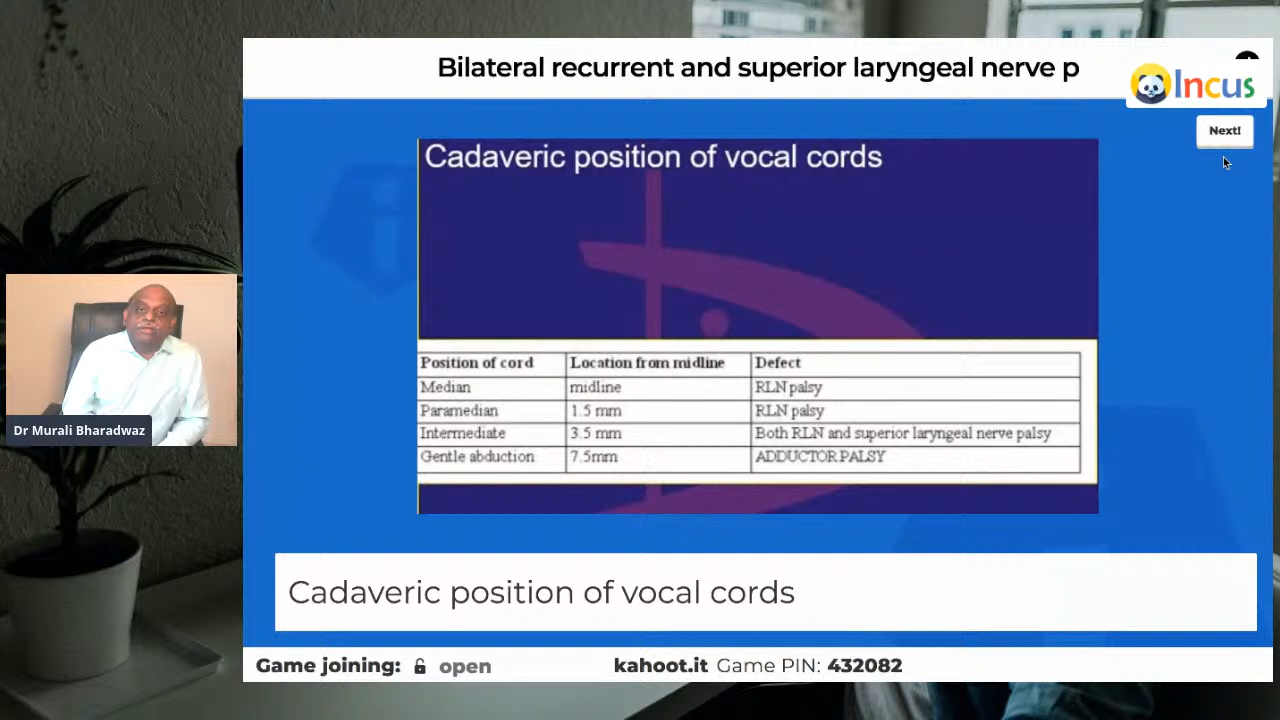 Bilateral recurrent and superior laryngeal nerve p
Incus
Next!
Cadaveric position of vocal cords
Position of cord Location from midline Defect
Median midline RLN palsy
Paramedian 1.5 mm RLN palsy
Intermediate 3.5 mm Both RLN and superior laryngeal nerve palsy
Gentle abduction 7.5mm ADDUCTOR PALSY
Dr Murali Bharadwaz
Cadaveric position of vocal cords
Game joining: open kahoot.it Game PIN: 432082